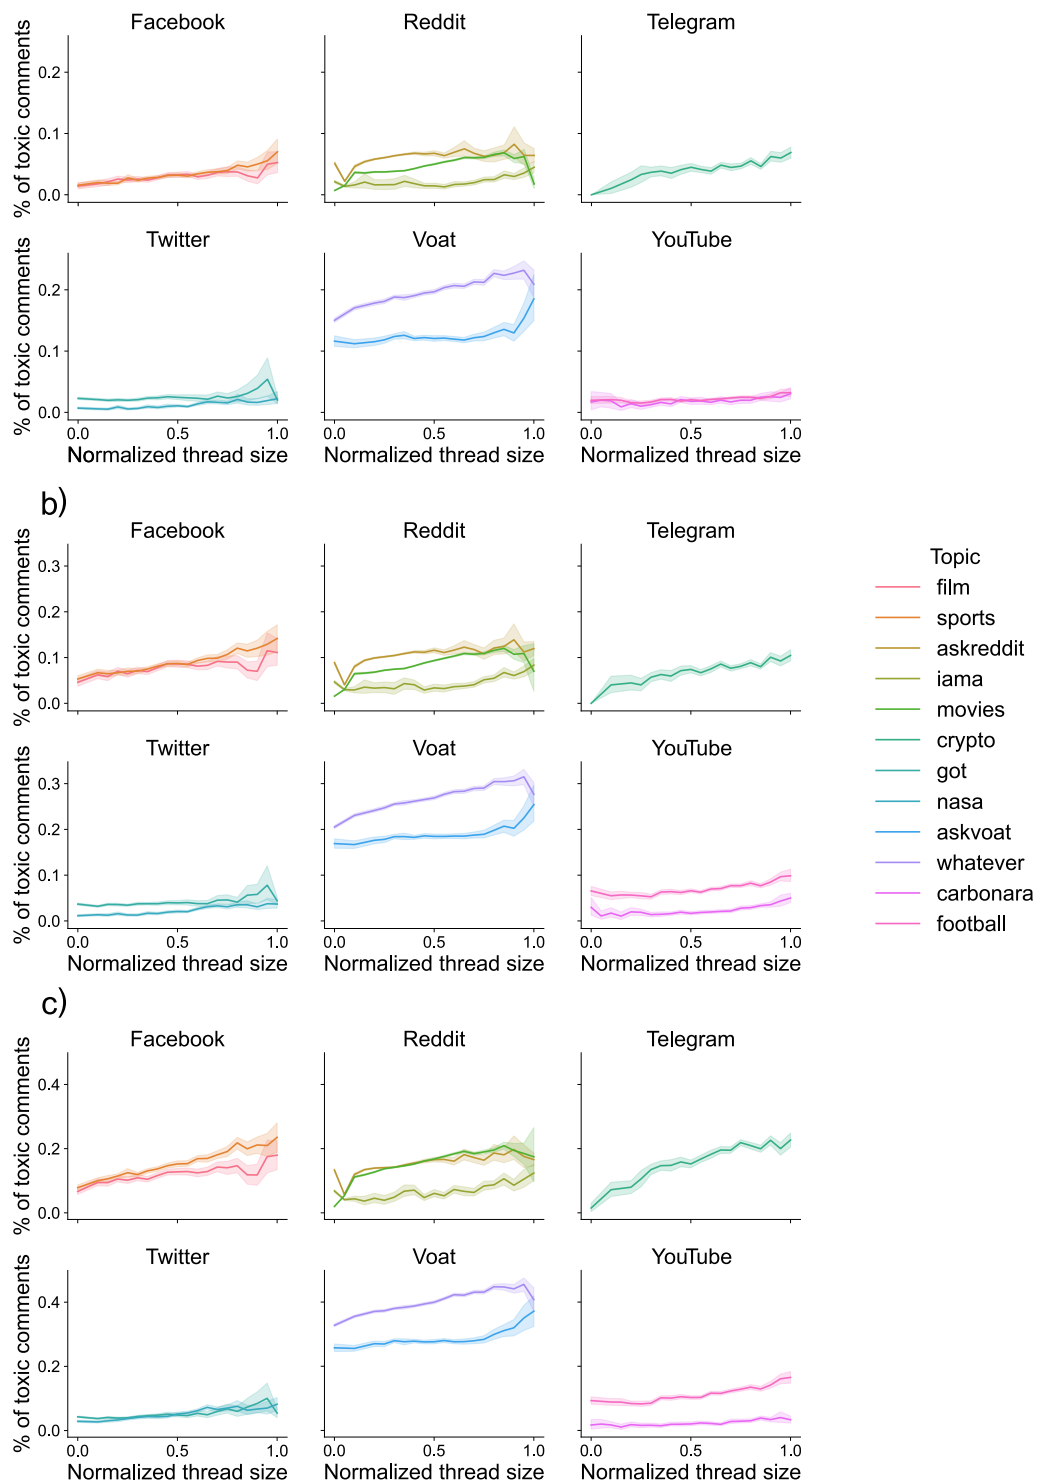 Facebook Reddit Telegram
% of toxic comments
0.2
0.1
0.0
Twitter Voat YouTube
% of toxic comments
0.2
0.1
0.0
0.0 0.5 1.0 0.0 0.5 1.0 0.0 0.5 1.0
Normalized thread size Normalized thread size Normalized thread size
b)
Facebook Reddit Telegram
% of toxic comments
0.3
0.2
0.1
0.0
Twitter Voat YouTube
% of toxic comments
0.3
0.2
0.1
0.0
0.0 0.5 1.0 0.0 0.5 1.0 0.0 0.5 1.0
Normalized thread size Normalized thread size Normalized thread size
Topic
film
sports
askreddit
iama
movies
crypto
got
nasa
askvoat
whatever
carbonara
football
c)
Facebook Reddit Telegram
% of toxic comments
0.4
0.2
0.0
Twitter Voat YouTube
% of toxic comments
0.4
0.2
0.0
0.0 0.5 1.0 0.0 0.5 1.0 0.0 0.5 1.0
Normalized thread size Normalized thread size Normalized thread size